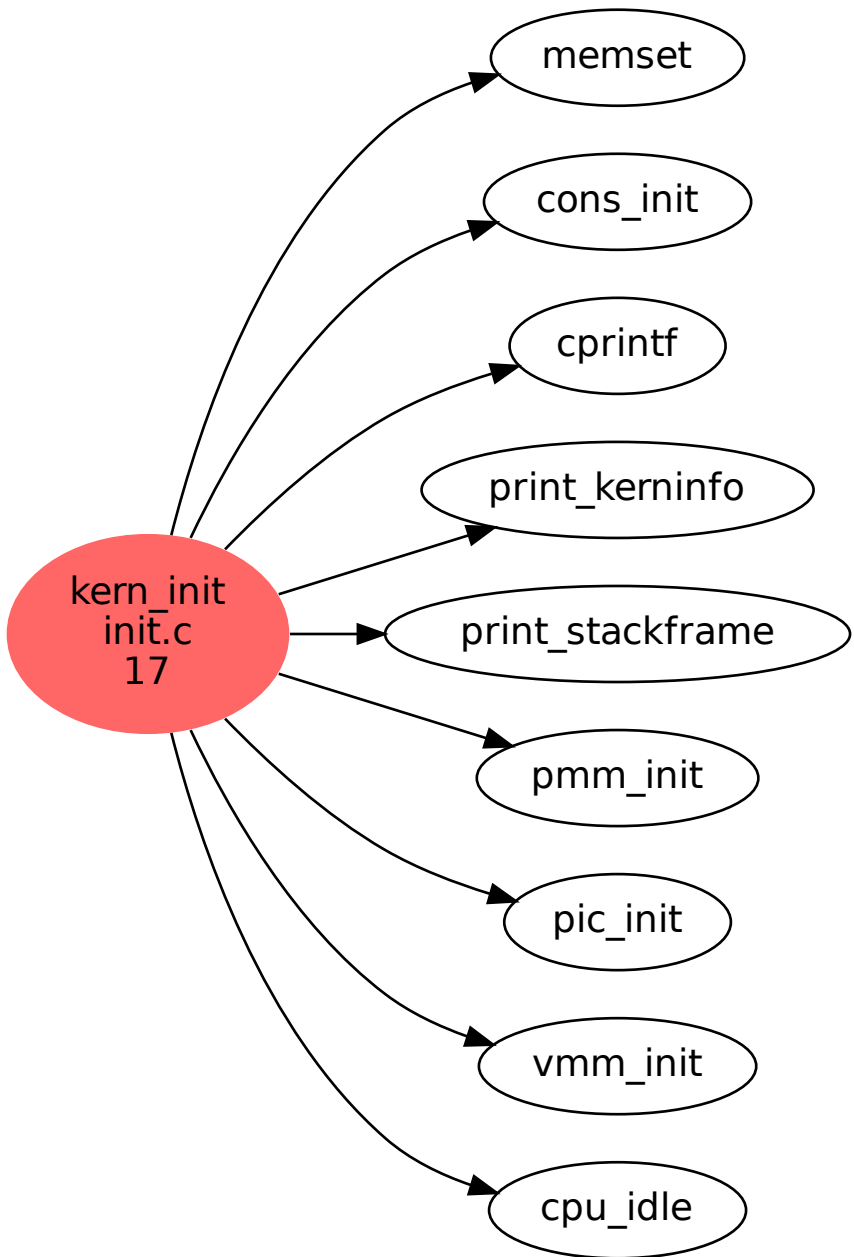 memset
cons_init
cprintf
print_kerninfo
kern_init
init.c
17
print_stackframe
pmm_init
pic_init
vmm_init
cpu_idle